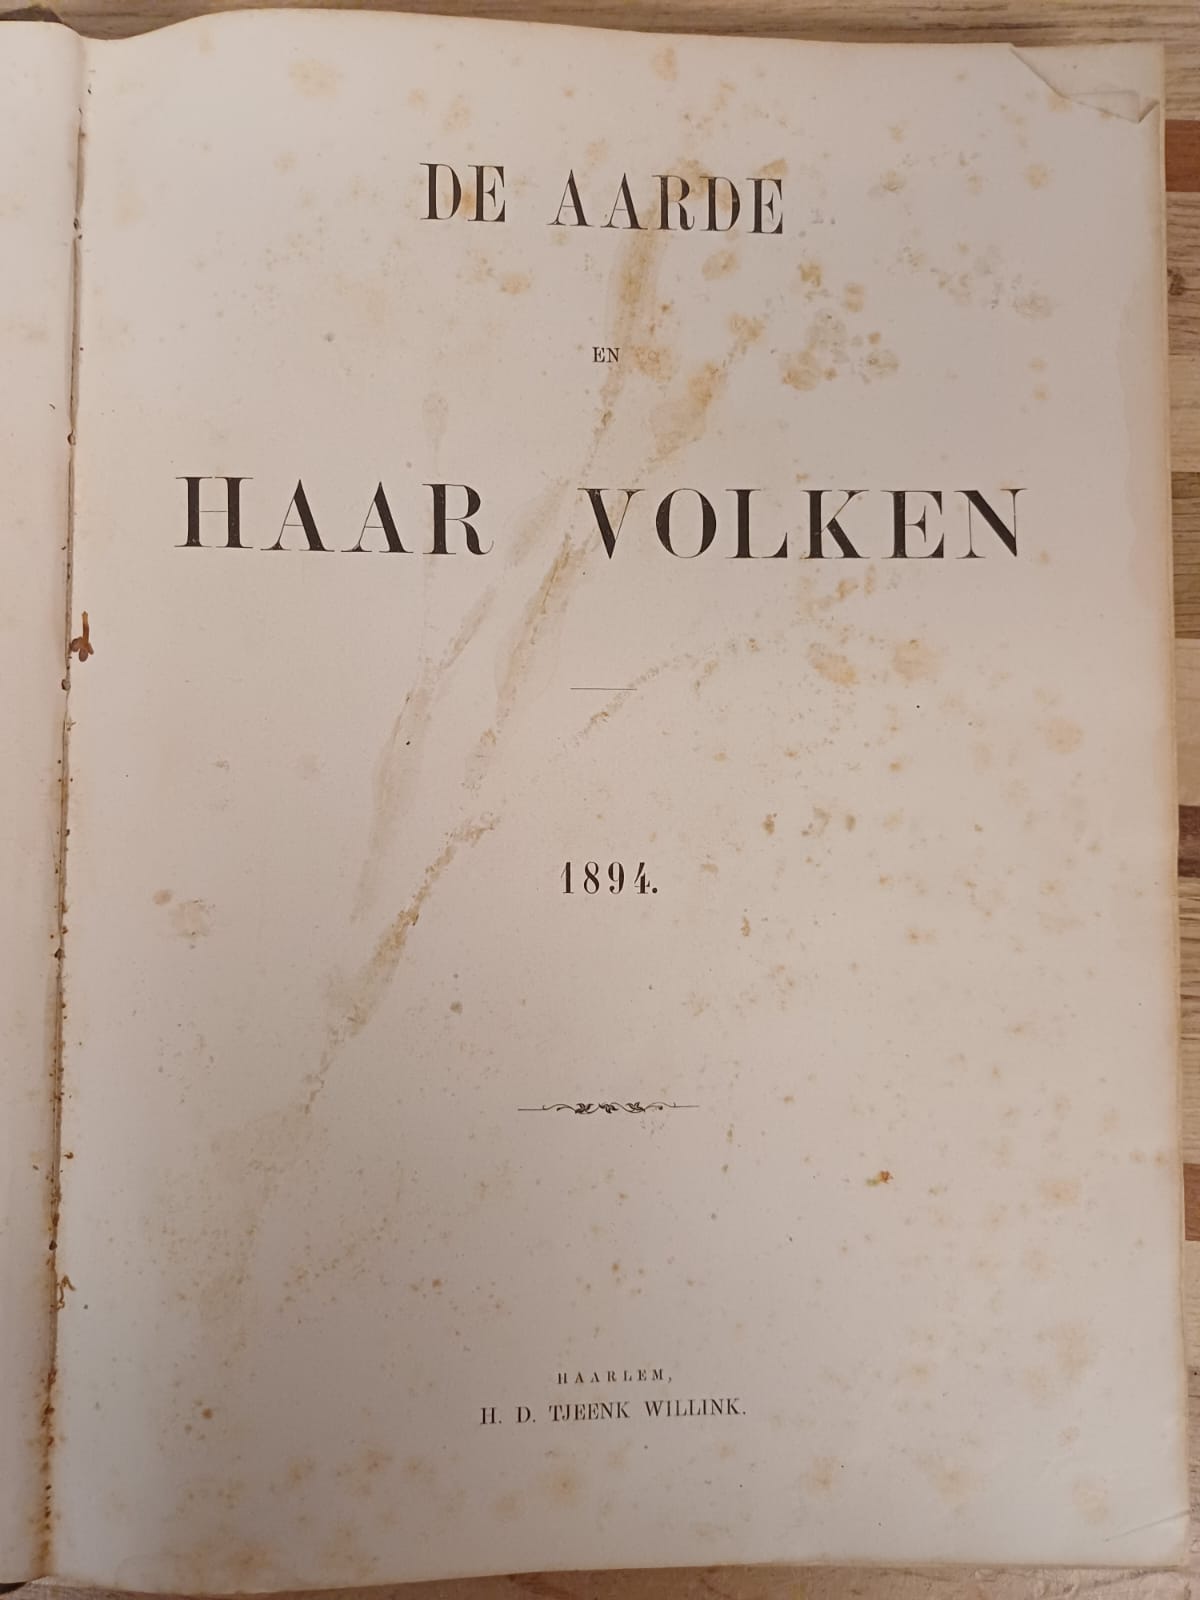 DE AARDE
EN
HAAR VOLKEN
1894.
HAARLEM,
H. D. TJEENK WILLINK.